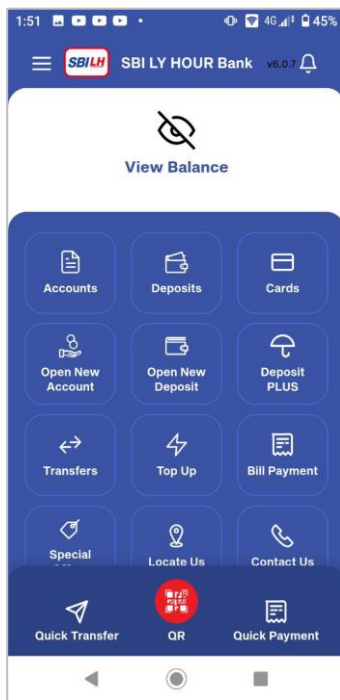 1:51
4G
45%
SBILH
SBI LY HOUR Bank
v6.0.7
View Balance
Accounts
Deposits
Cards
Open New
Account
Open New
Deposit
Deposit
PLUS
Transfers
Top Up
Bill Payment
Special
Locate Us
Contact Us
Quick Transfer
QR
Quick Payment